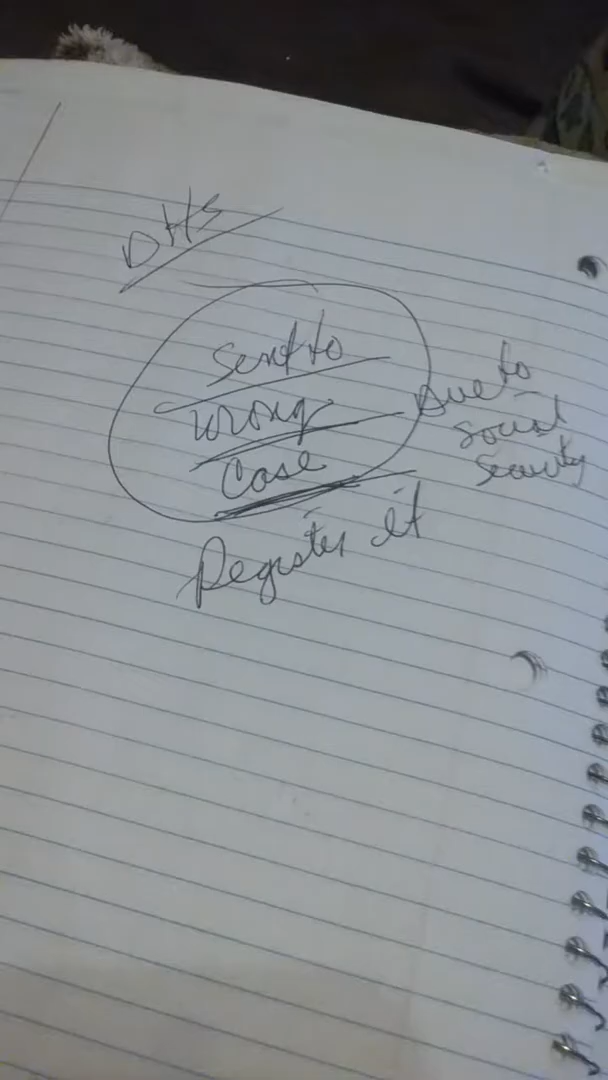 DHS
Sent to
wrong
Case
Due to
Social
Security
Register it